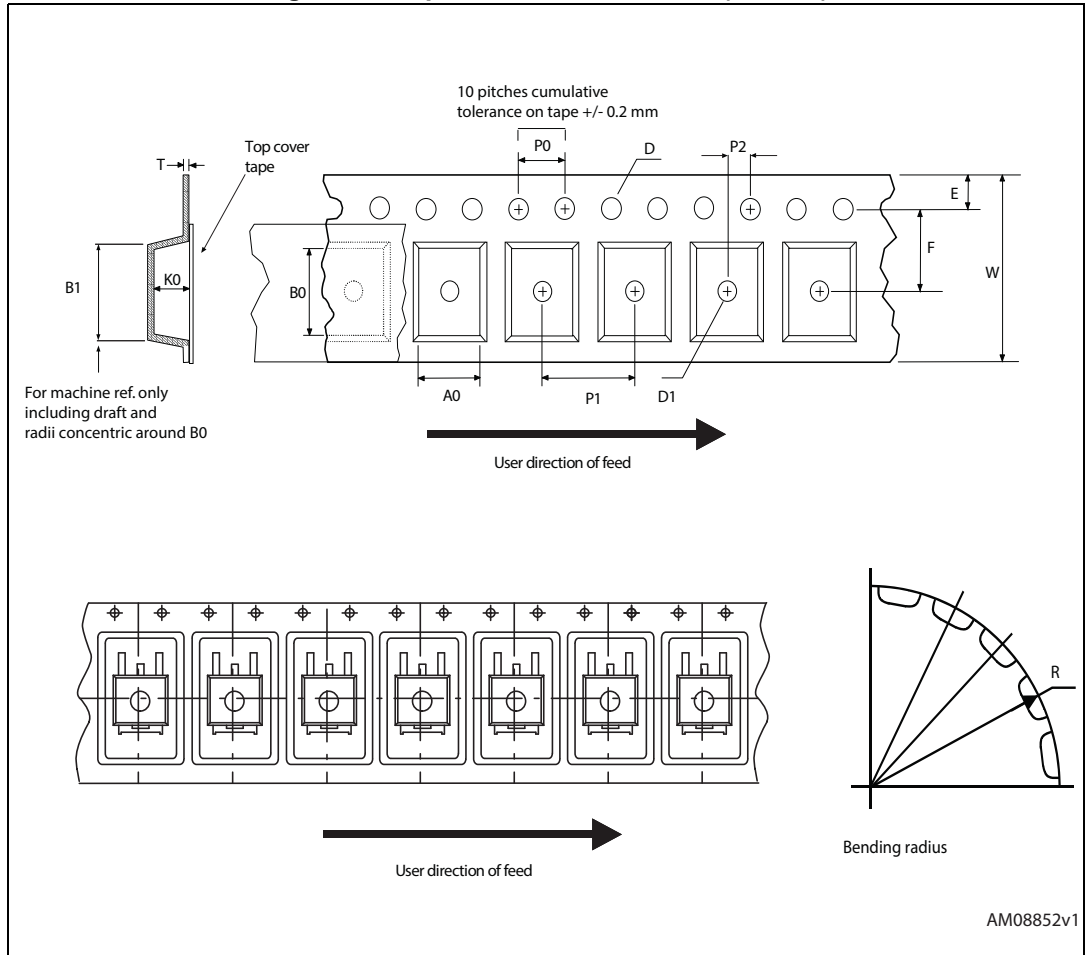 10 pitches cumulative
tolerance on tape +/- 0.2 mm
Top cover
tape
T
P0
D
P2
E
F
W
B1
K0
B0
For machine ref. only
including draft and
radii concentric around B0
A0
P1
D1
User direction of feed
R
Bending radius
User direction of feed
AM08852v1